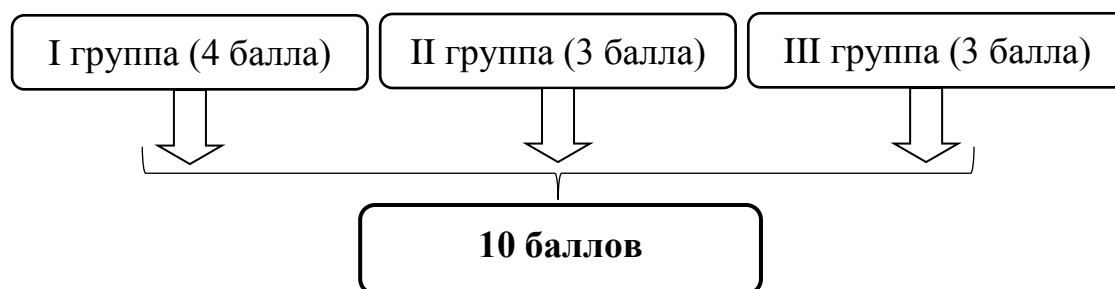 I группа (4 балла)
II группа (3 балла)
III группа (3 балла)
10 баллов